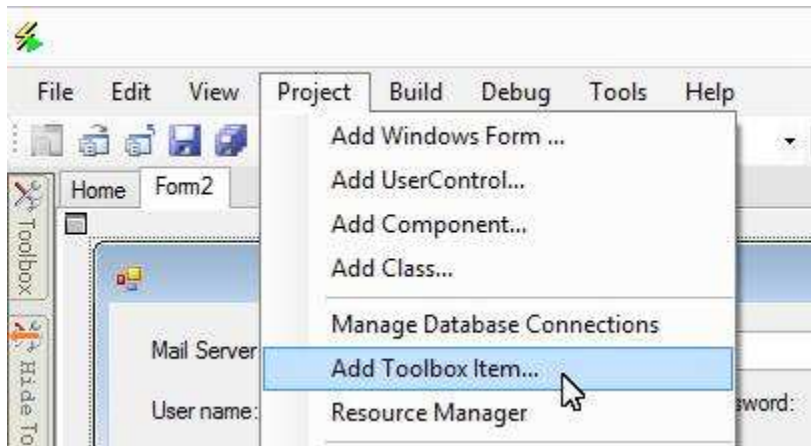 File Edit View Project Build Debug Tools Help
Add Windows Form ...
Add UserControl...
Add Component...
Add Class...
Manage Database Connections
Add Toolbox Item...
Resource Manager
Home Form2
Toolbox
Hide To
Mail Server
User name:
sword: